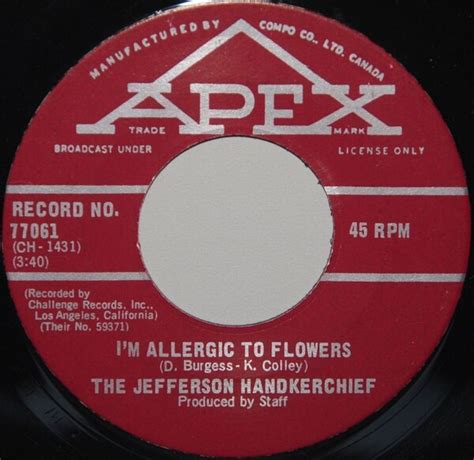 MANUFACTURED BY COMPO CO., LTD. CANADA
APEX
TRADE MARK
BROADCAST UNDER LICENSE ONLY
RECORD NO.
77061
45 RPM
(CH-1431)
(3:40)
(Recorded by
Challenge Records, Inc.,
Los Angeles, California)
(Their No. 59371)
I'M ALLERGIC TO FLOWERS
(D. Burgess-K. Colley)
THE JEFFERSON HANDKERCHIEF
Produced by Staff